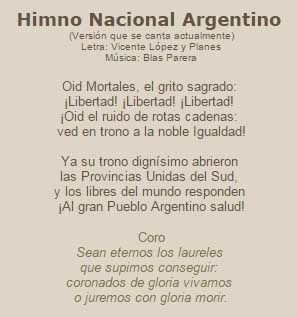 Himno Nacional Argentino
(Versión que se canta actualmente)
Letra: Vicente López y Planes
Música: Blas Parera
Oid Mortales, el grito sagrado:
¡Libertad! ¡Libertad! ¡Libertad!
¡Oid el ruido de rotas cadenas:
ved en trono a la noble Igualdad!
Ya su trono dignísimo abrieron
las Provincias Unidas del Sud,
y los libres del mundo responden
¡Al gran Pueblo Argentino salud!
Coro
Sean eternos los laureles
que supimos conseguir:
coronados de gloria vivamos
o juremos con gloria morir.